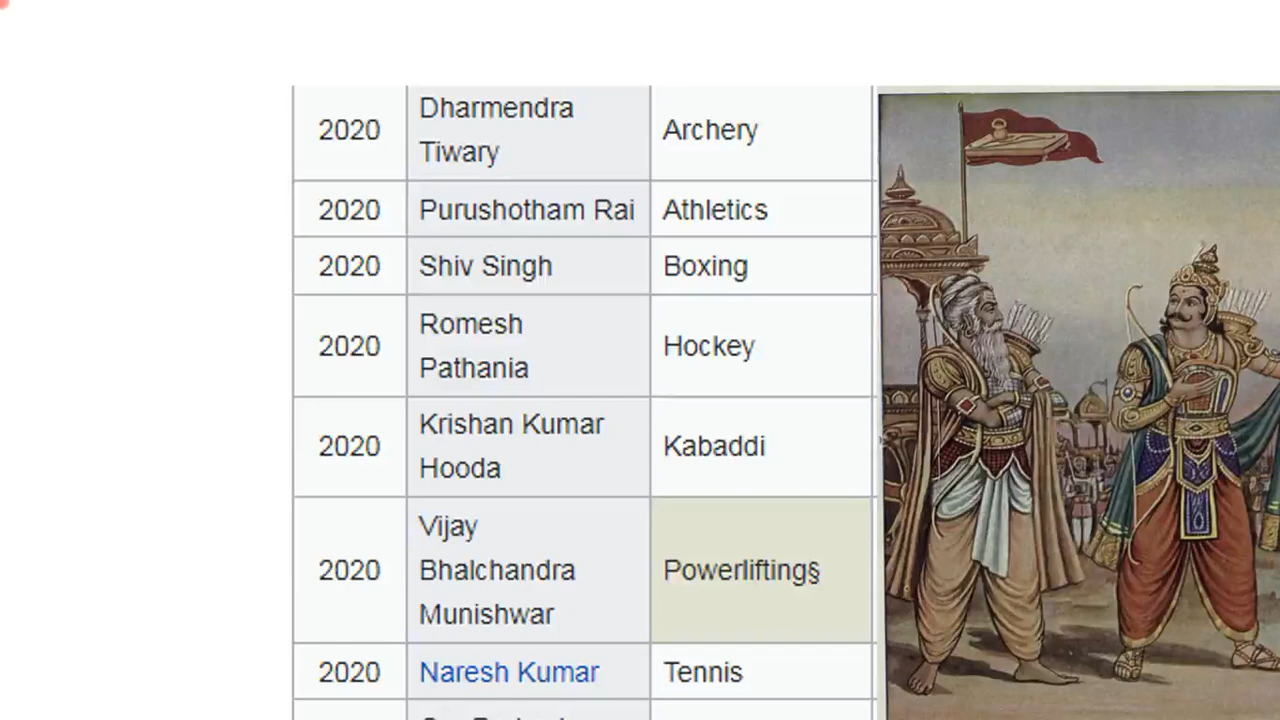 2020
Dharmendra
Tiwary
Archery
2020
Purushotham Rai
Athletics
2020
Shiv Singh
Boxing
2020
Romesh
Pathania
Hockey
2020
Krishan Kumar
Hooda
Kabaddi
2020
Vijay
Bhalchandra
Munishwar
Powerlifting§
2020
Naresh Kumar
Tennis